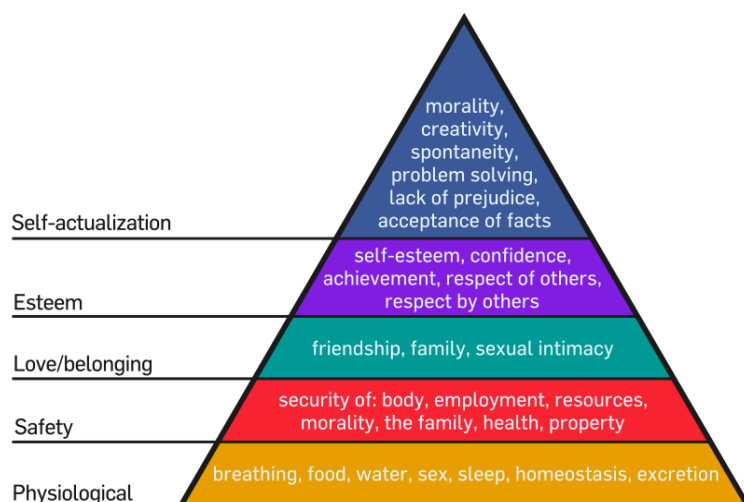 morality,
creativity,
spontaneity,
problem solving,
lack of prejudice,
acceptance of facts
Self-actualization
self-esteem, confidence,
achievement, respect of others,
respect by others
Esteem
friendship, family, sexual intimacy
Love/belonging
security of: body, employment, resources,
morality, the family, health, property
Safety
breathing, food, water, sex, sleep, homeostasis, excretion
Physiological